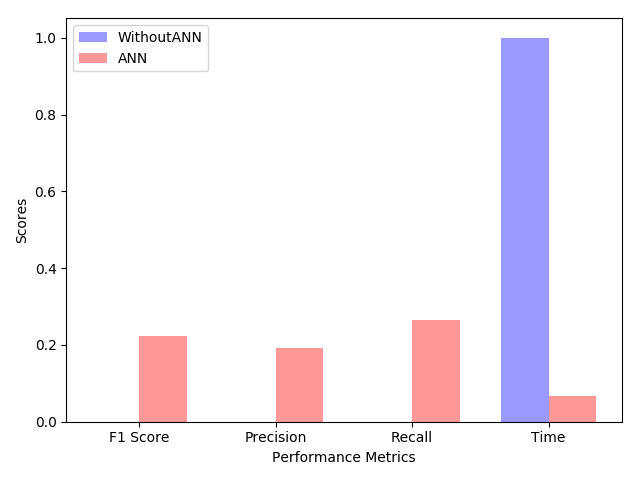 WithoutANN
ANN
1.0
0.8
0.6
0.4
0.2
0.0
Scores
F1 Score Precision Recall Time
Performance Metrics